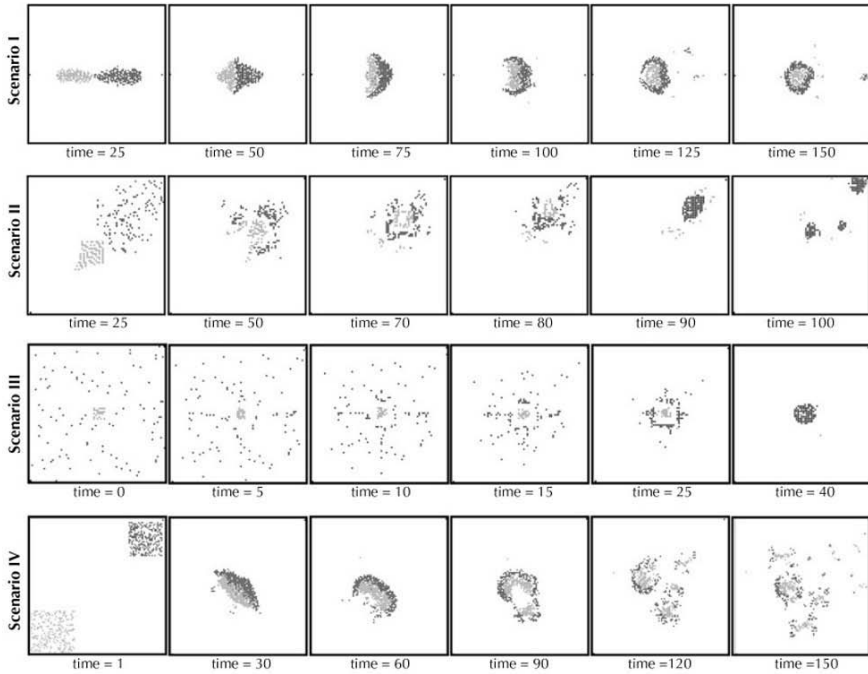 Scenario I
time = 25 time = 50 time = 75 time = 100 time = 125 time = 150
Scenario II
time = 25 time = 50 time = 70 time = 80 time = 90 time = 100
Scenario III
time = 0 time = 5 time = 10 time = 15 time = 25 time = 40
Scenario IV
time = 1 time = 30 time = 60 time = 90 time =120 time =150